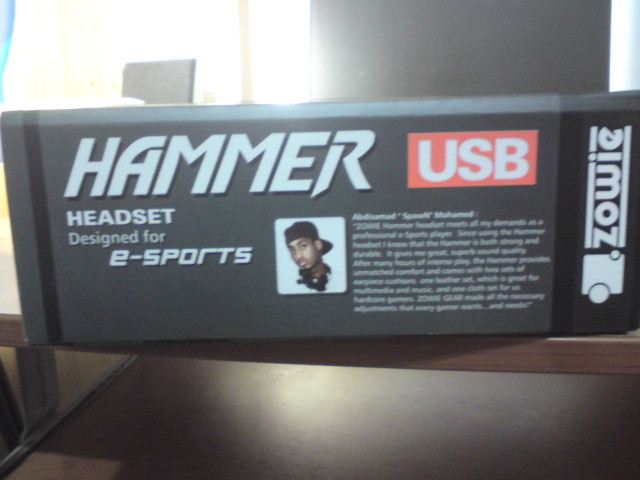 HAMMER
USB
HEADSET
Designed for
e-sports
Abdisamad "SpawN" Mohamed :
"ZOWIE Hammer headset meets all my demands as a
professional e-Sports player. Since using the Hammer
headset I know that the Hammer is both strong and
durable. It gives me great, superb sound quality.
After many hours of intense play, the Hammer provides
unmatched comfort and comes with two sets of
earpiece cushions: one leather set, which is great for
multimedia and music, and one cloth set for us
hardcore gamers. ZOWIE GEAR made all the necessary
adjustments that every gamer wants...and needs!"
ZOWIE